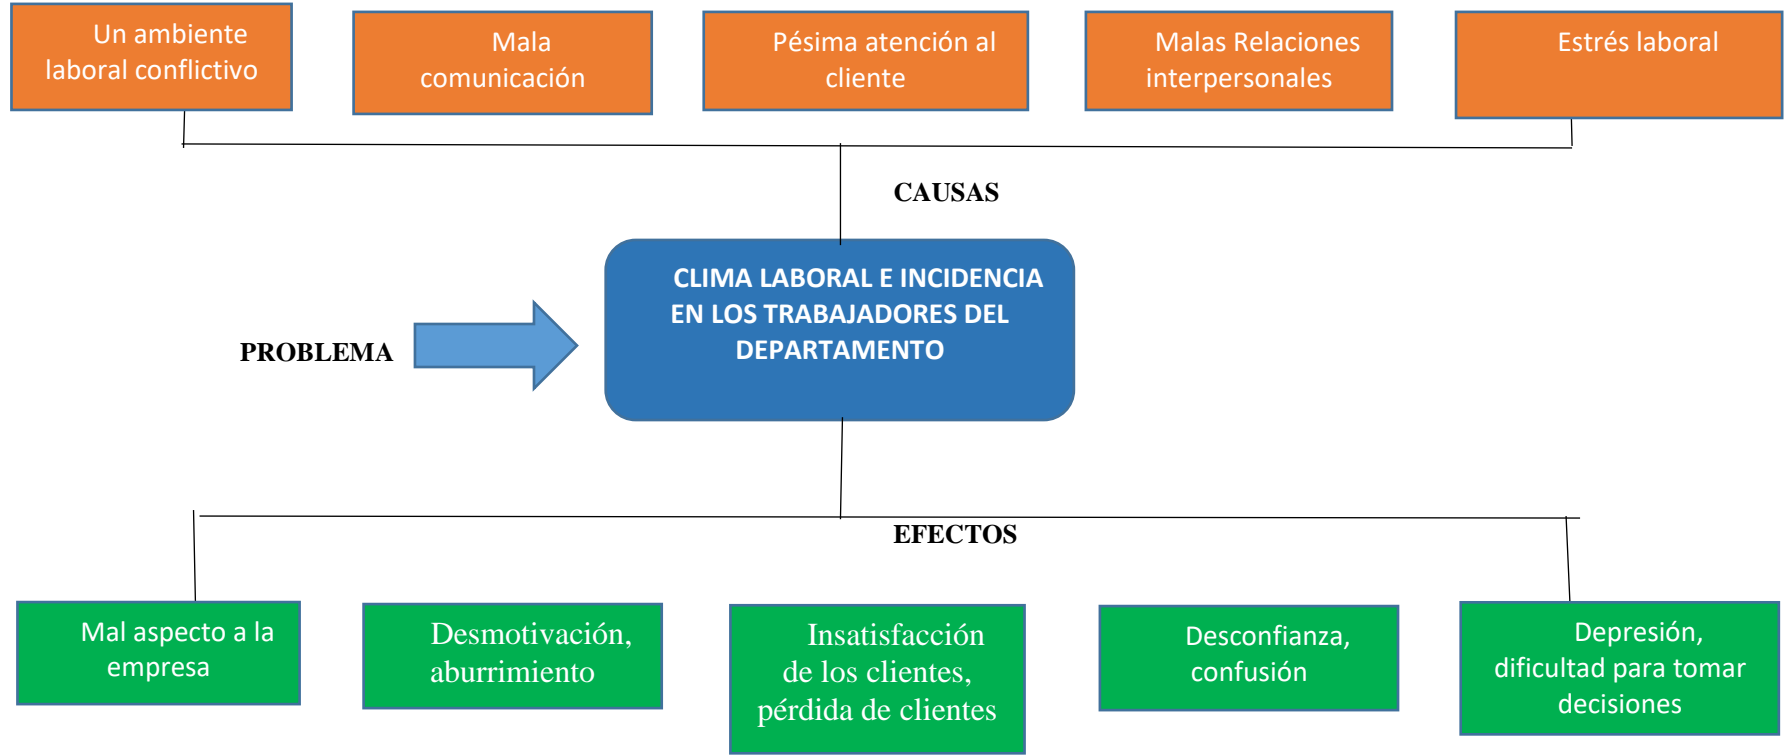 Un ambiente
laboral conflictivo
Mala
comunicación
Pésima atención al
cliente
Malas Relaciones
interpersonales
Estrés laboral
CAUSAS
CLIMA LABORAL E INCIDENCIA
EN LOS TRABAJADORES DEL
DEPARTAMENTO
PROBLEMA
EFECTOS
Mal aspecto a la
empresa
Desmotivación,
aburrimiento
Insatisfacción
de los clientes,
pérdida de clientes
Desconfianza,
confusión
Depresión,
dificultad para tomar
decisiones